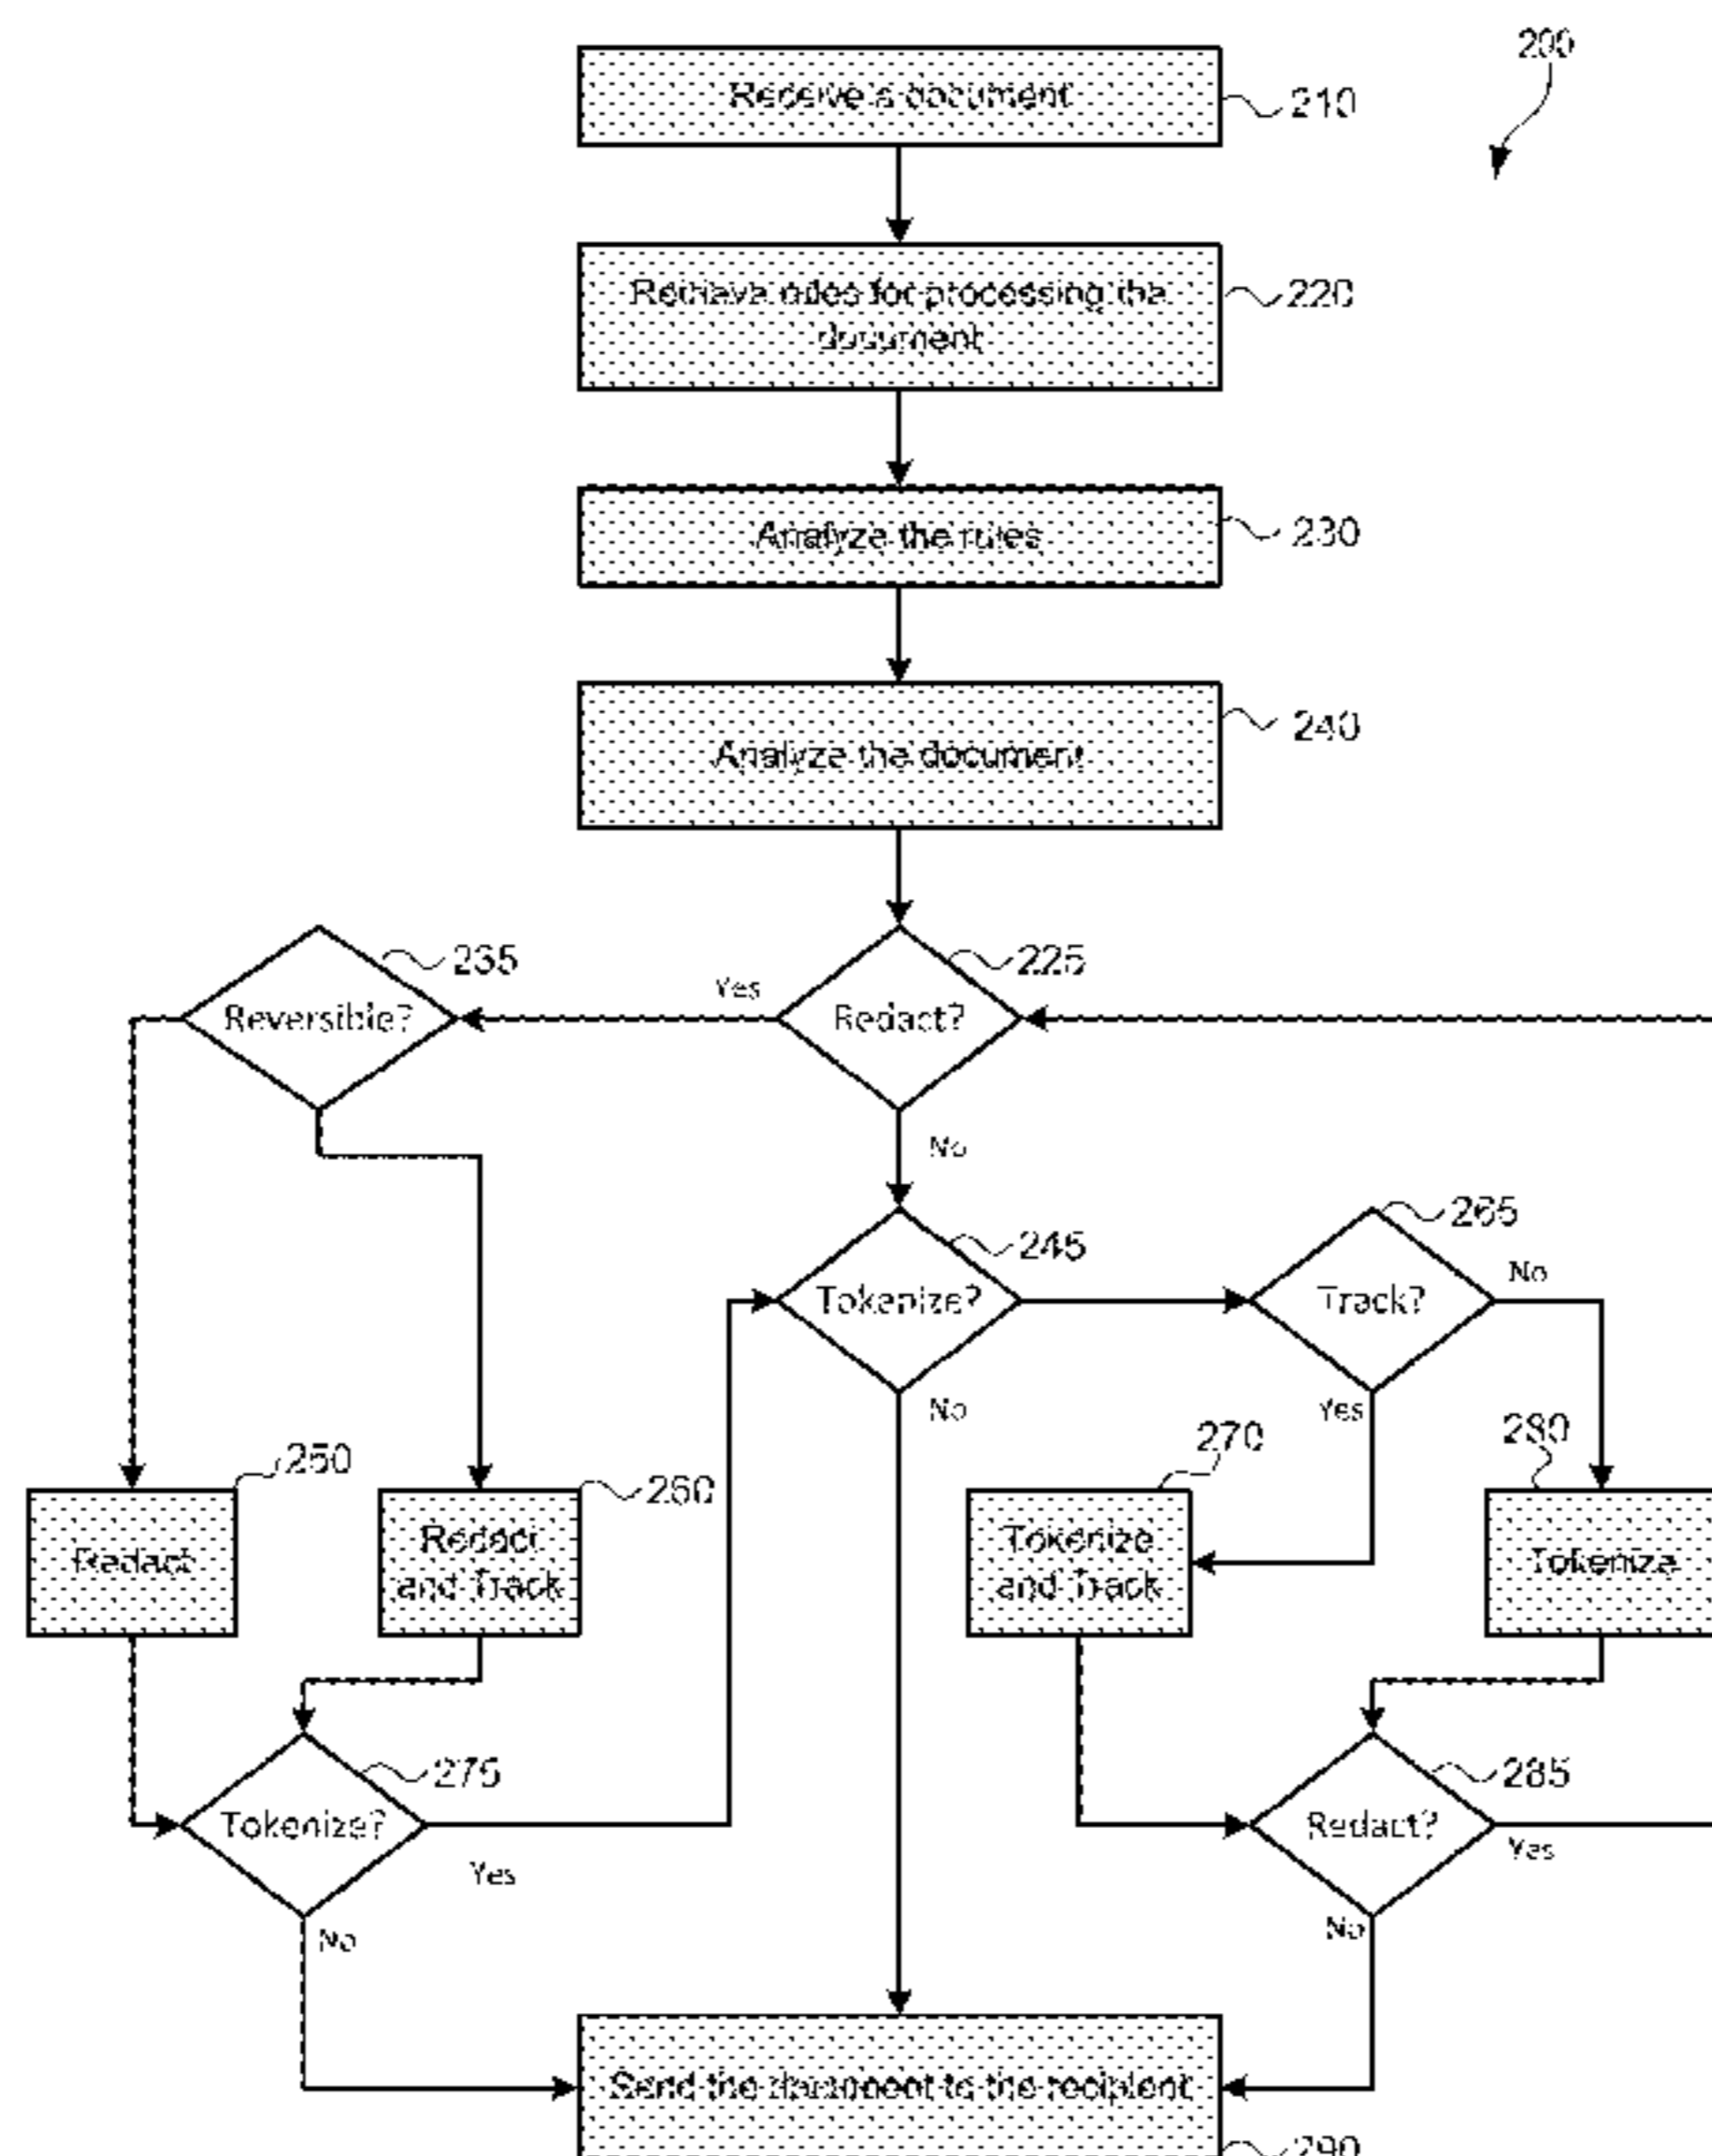 200
Receive a document
210
Retrieve rules for processing the
document
220
Analyze the rules
230
Analyze the document
240
235
225
Yes
Reversible?
Redact?
No
245
265
Tokenize?
Track?
No
No
Yes
250
260
270
280
Redact
Redact
and Track
Tokenize
and Track
Tokenize
275
285
Tokenize?
Redact?
Yes
Yes
No
No
Send the document to the recipient
290